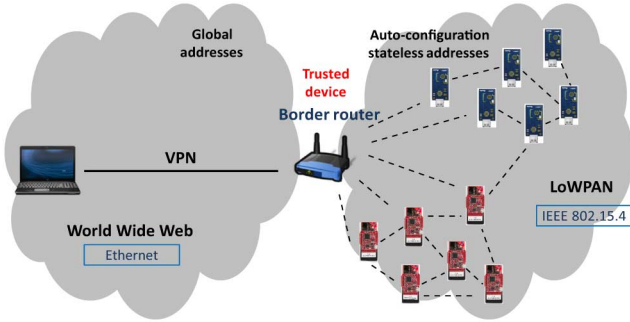 Global
addresses
Auto-configuration
stateless addresses
Trusted
device
Border router
VPN
LoWPAN
IEEE 802.15.4
World Wide Web
Ethernet